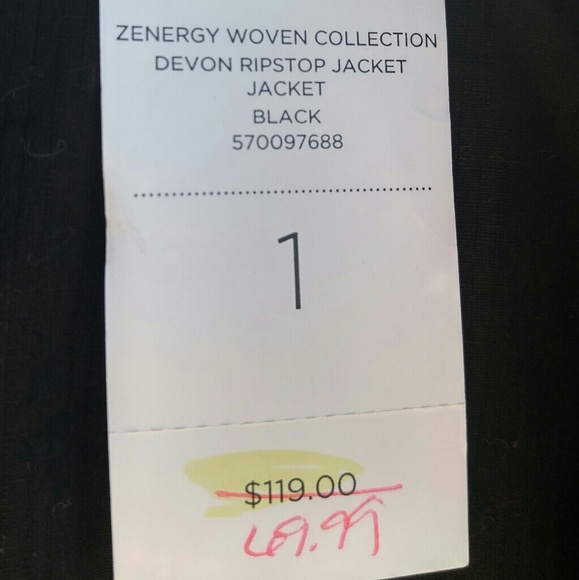 ZENERGY WOVEN COLLECTION
DEVON RIPSTOP JACKET
JACKET
BLACK
570097688
1
$119.00
69.99